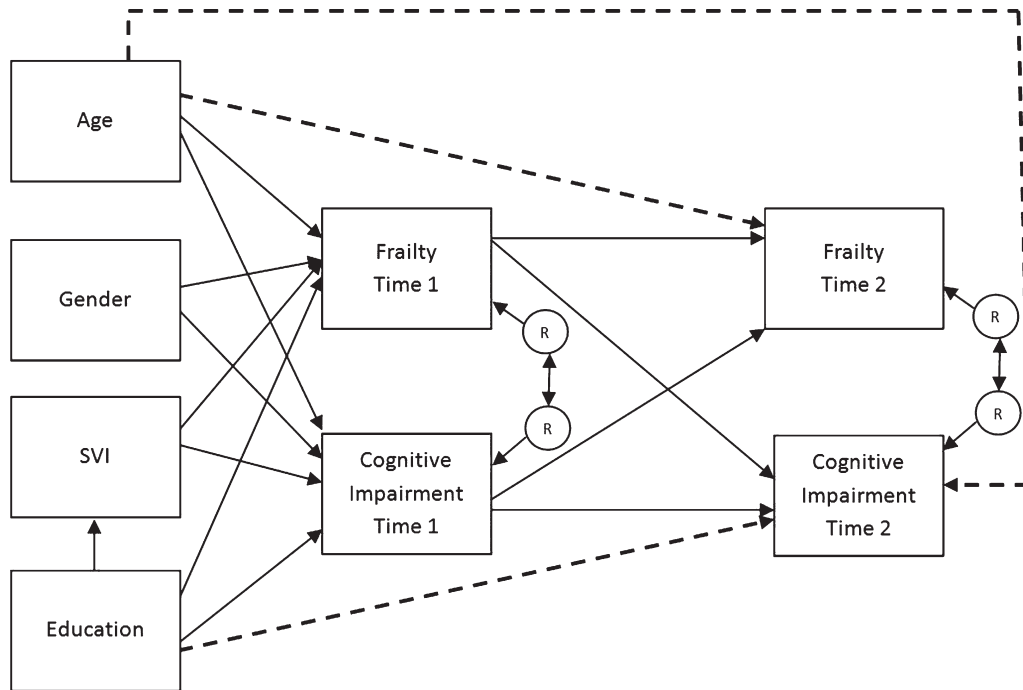 Age
Gender
SVI
Education
Frailty
Time 1
Cognitive
Impairment
Time 1
R
R
Frailty
Time 2
Cognitive
Impairment
Time 2
R
R